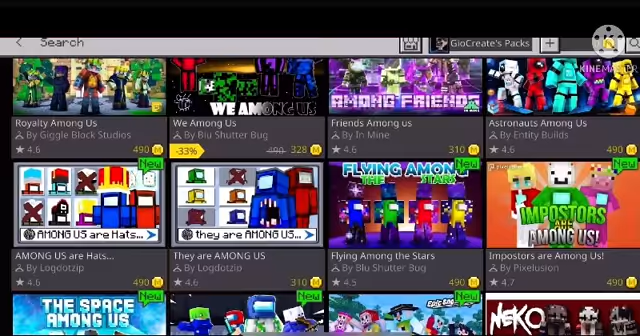 Search
GioCreate's Packs
KINEMASTER
WE AMONG US
AMONG FRIENDS
Royalty Among Us
By Giggle Block Studios
4.6
490
We Among Us
By Blu Shutter Bug
-33%
490
328
Friends Among Us
By In Mine
4.6
310
Astronauts Among Us
By Entity Builds
4.6
490
New
AMONG US are Hats...
New
they are AMONG US...
New
FLYING AMONG
THE STARS
New
IMPOSTORS
ARE
AMONG US!
AMONG US are Hats...
By Logdotzip
4.6
490
They are AMONG US
By Logdotzip
4.6
310
Flying Among the Stars
By Blu Shutter Bug
4.5
490
Impostors are Among Us!
By Pixelusion
4.7
490
THE SPACE
AMONG US
New
New
NEKO